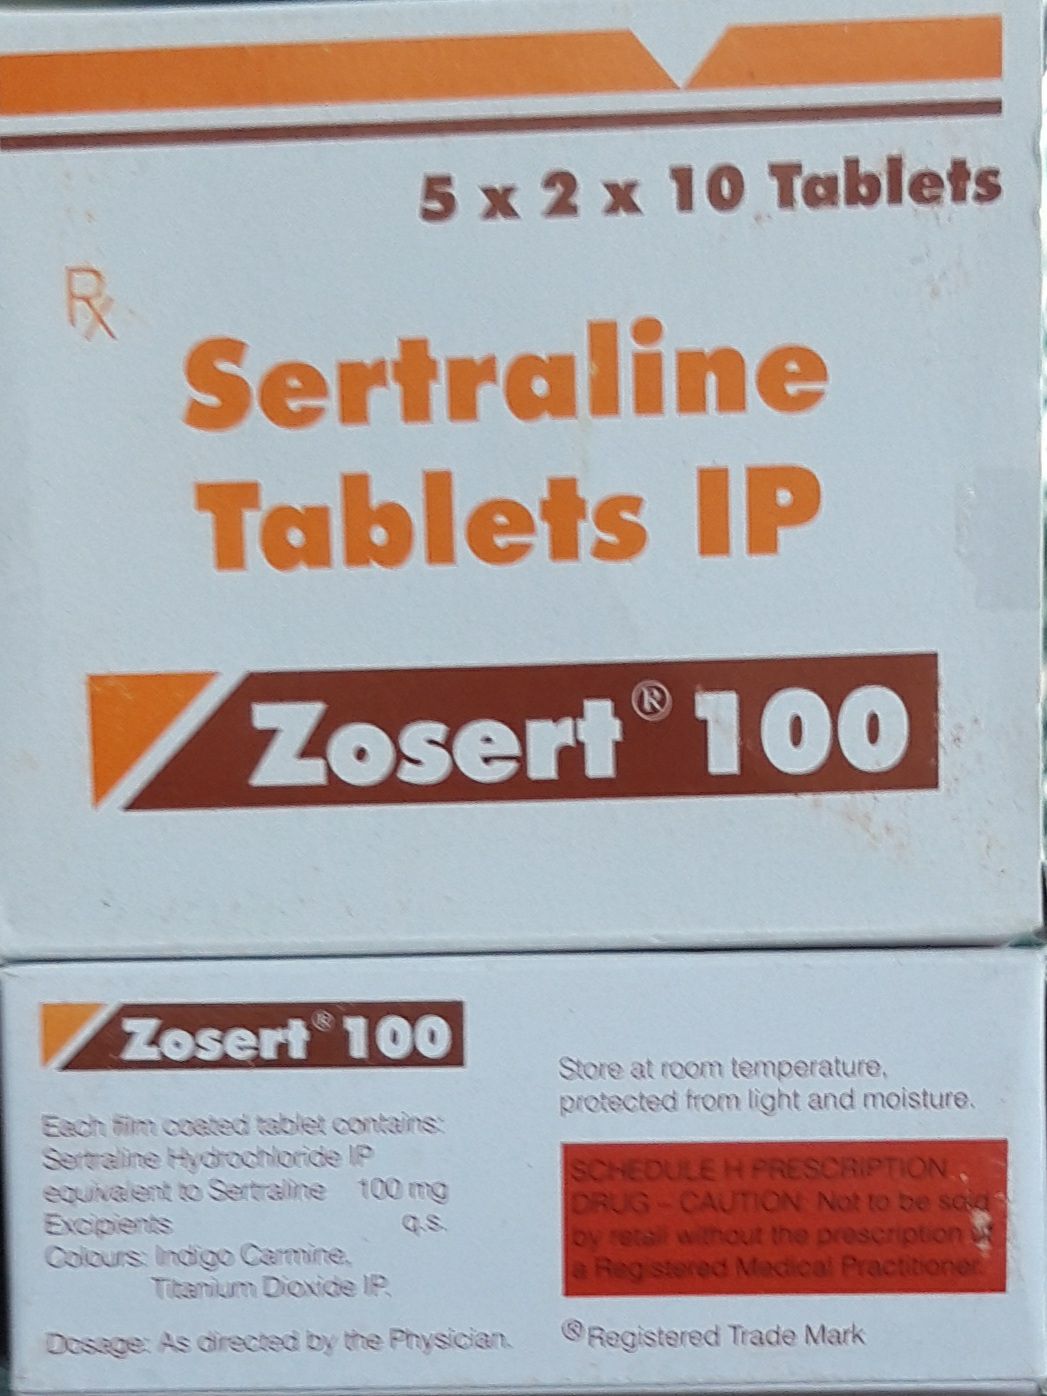 5 x 2 x 10 Tablets
Rx
Sertraline
Tablets IP
Zosert® 100
Zosert® 100
Each film coated tablet contains:
Sertraline Hydrochloride IP
equivalent to Sertraline 100 mg
Excipients q.s.
Colours: Indigo Carmine,
Titanium Dioxide IP.
Dosage: As directed by the Physician.
Store at room temperature,
protected from light and moisture.
SCHEDULE H PRESCRIPTION
DRUG – CAUTION: Not to be sold
by retail without the prescription of
a Registered Medical Practitioner.
® Registered Trade Mark